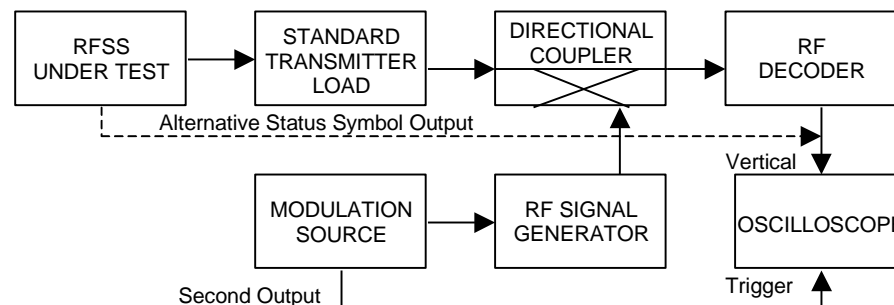 RFSS
UNDER TEST
STANDARD
TRANSMITTER
LOAD
DIRECTIONAL
COUPLER
RF
DECODER
Alternative Status Symbol Output
Vertical
MODULATION
SOURCE
RF SIGNAL
GENERATOR
OSCILLOSCOPE
Second Output
Trigger